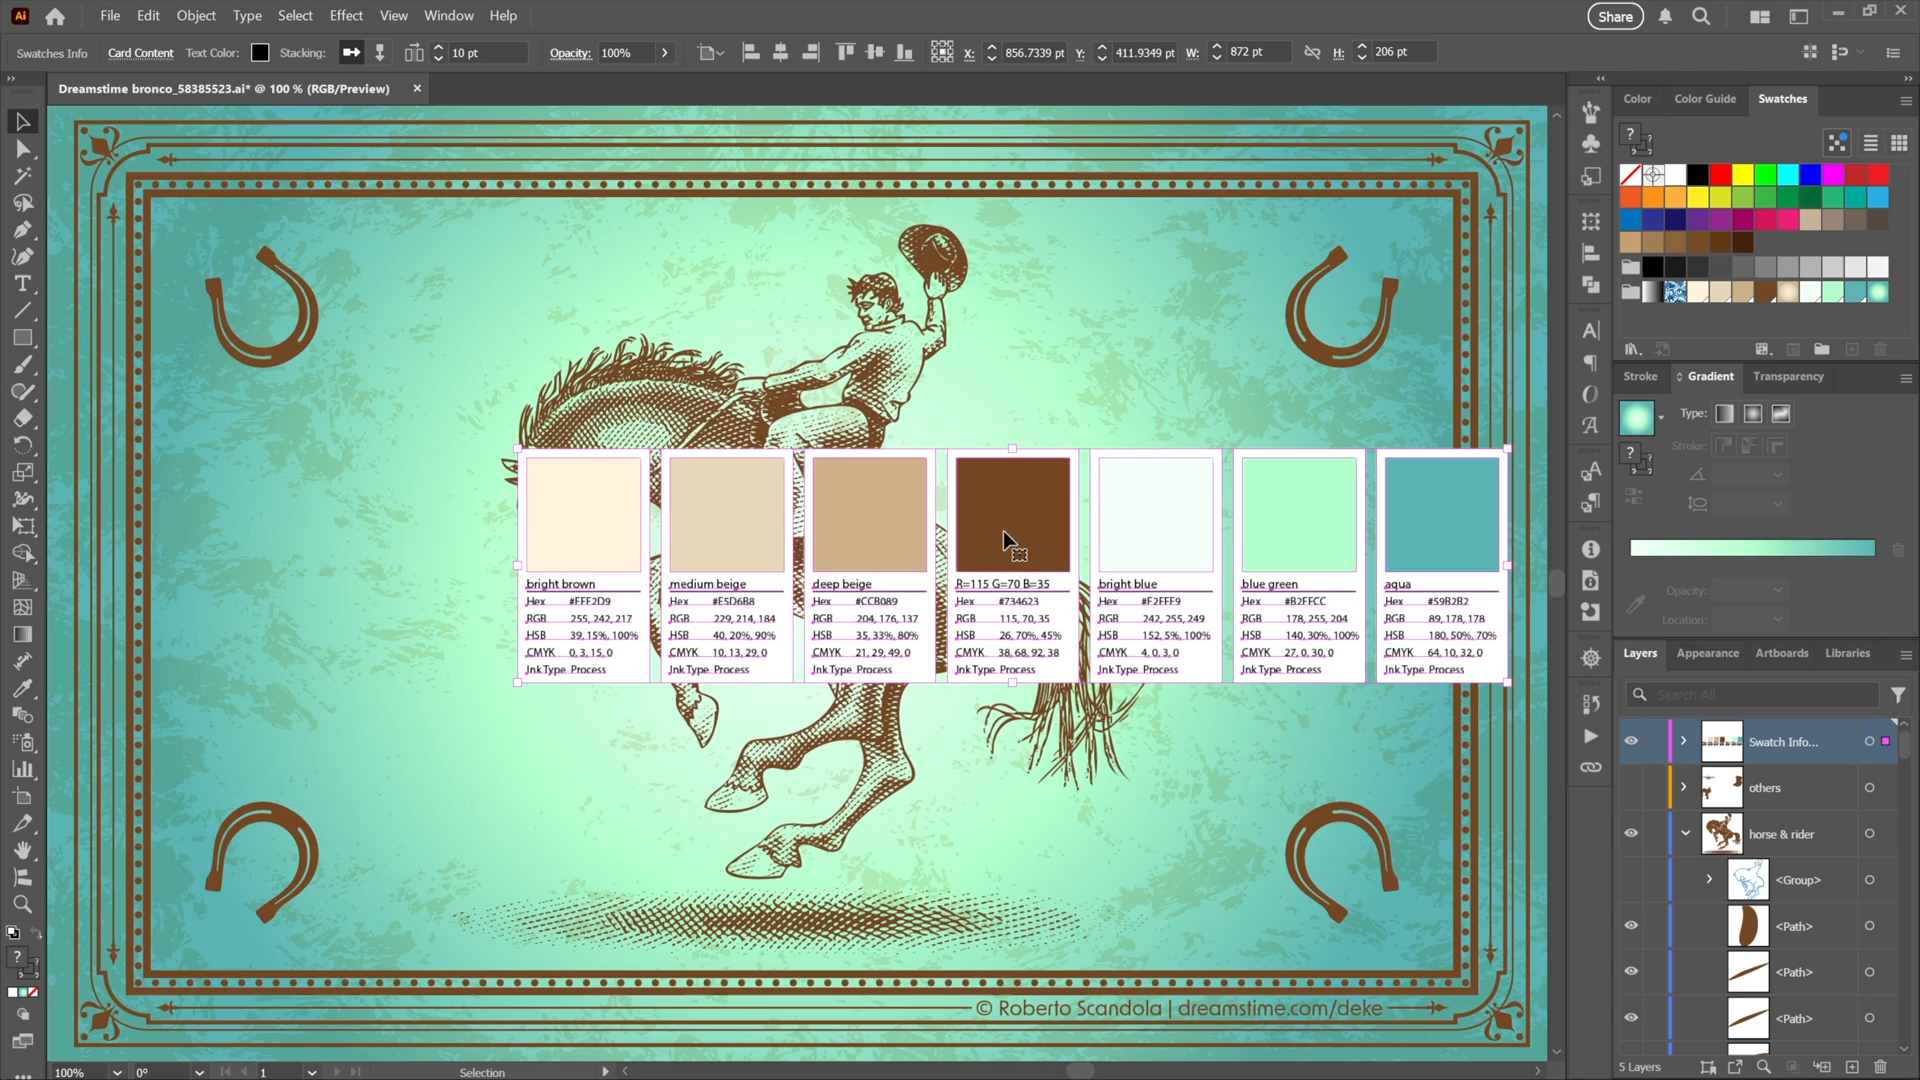 Ai File Edit Object Type Select Effect View Window Help Share
Swatches Info Card Content Text Color: Stacking: 10 pt Opacity: 100% X: 856.7339 pt Y: 411.9349 pt W: 872 pt H: 206 pt
Dreamstime bronco_58385523.ai* @ 100 % (RGB/Preview)
Color Color Guide Swatches
Stroke Gradient Transparency
Type:
Stroke:
Opacity:
Location:
bright brown
Hex #FFF2D9
RGB 255, 242, 217
HSB 39, 15%, 100%
CMYK 0, 3, 15, 0
Ink Type Process
medium beige
Hex #E5D6B8
RGB 229, 214, 184
HSB 40, 20%, 90%
CMYK 10, 13, 29, 0
Ink Type Process
deep beige
Hex #CCB089
RGB 204, 176, 137
HSB 35, 33%, 80%
CMYK 21, 29, 49, 0
Ink Type Process
R=115 G=70 B=35
Hex #734623
RGB 115, 70, 35
HSB 26, 70%, 45%
CMYK 38, 68, 92, 38
Ink Type Process
bright blue
Hex #F2FFF9
RGB 242, 255, 249
HSB 152, 5%, 100%
CMYK 4, 0, 3, 0
Ink Type Process
blue green
Hex #B2FFCC
RGB 178, 255, 204
HSB 140, 30%, 100%
CMYK 27, 0, 30, 0
Ink Type Process
aqua
Hex #59B2B2
RGB 89, 178, 178
HSB 180, 50%, 70%
CMYK 64, 10, 32, 0
Ink Type Process
© Roberto Scandola | dreamstime.com/deke
Layers Appearance Artboards Libraries
Search All
Swatch Info...
others
horse & rider
<Group>
<Path>
<Path>
<Path>
5 Layers
100% 0° 1 Selection